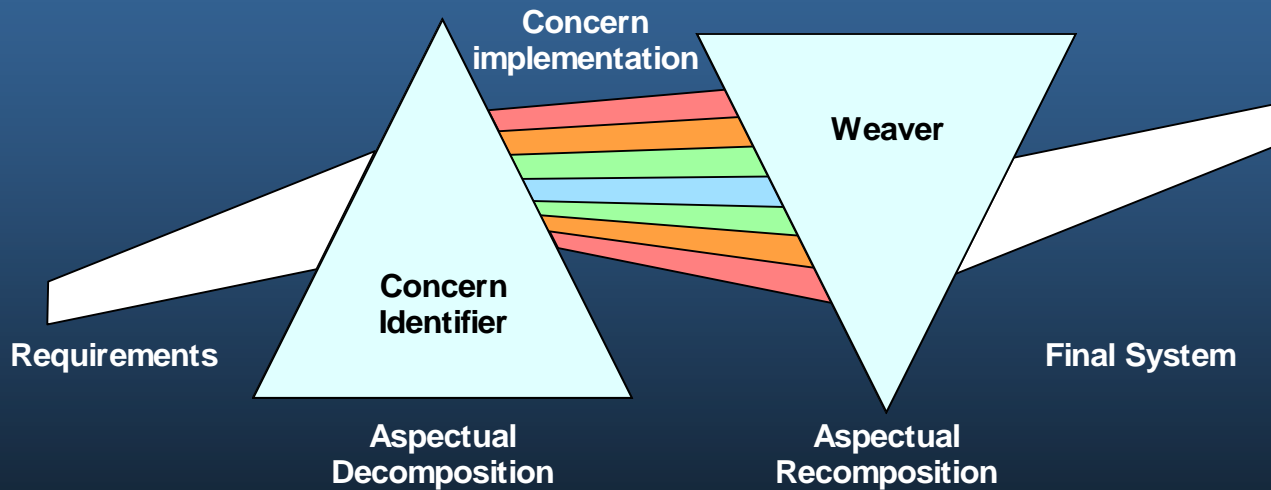 Concern
implementation
Weaver
Concern
Identifier
Requirements
Final System
Aspectual
Decomposition
Aspectual
Recomposition